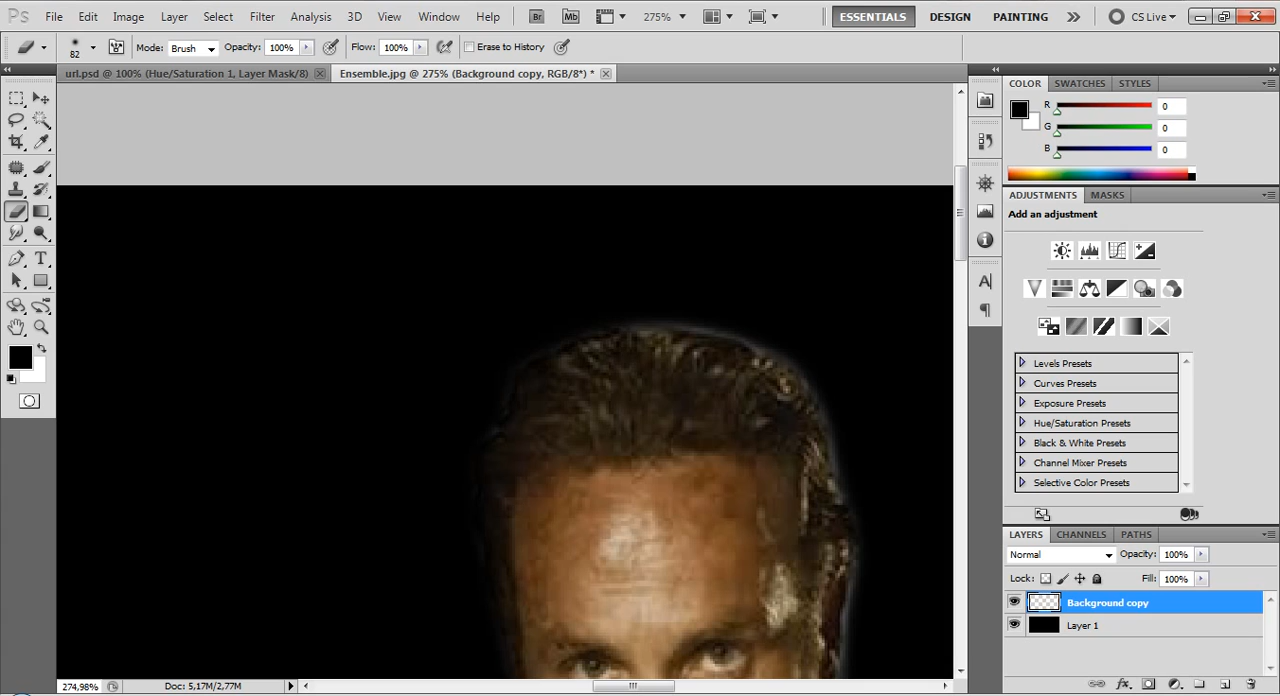 Ps File Edit Image Layer Select Filter Analysis 3D View Window Help Br Mb 275% ESSENTIALS DESIGN PAINTING CS Live
82 Mode: Brush Opacity: 100% Flow: 100% Erase to History
url.psd @ 100% (Hue/Saturation 1, Layer Mask/8) Ensemble.jpg @ 275% (Background copy, RGB/8*) *
COLOR SWATCHES STYLES
R 0
G 0
B 0
ADJUSTMENTS MASKS
Add an adjustment
Levels Presets
Curves Presets
Exposure Presets
Hue/Saturation Presets
Black & White Presets
Channel Mixer Presets
Selective Color Presets
LAYERS CHANNELS PATHS
Normal Opacity: 100%
Lock: Fill: 100%
Background copy
Layer 1
274,98% Doc: 5,17M/2,77M